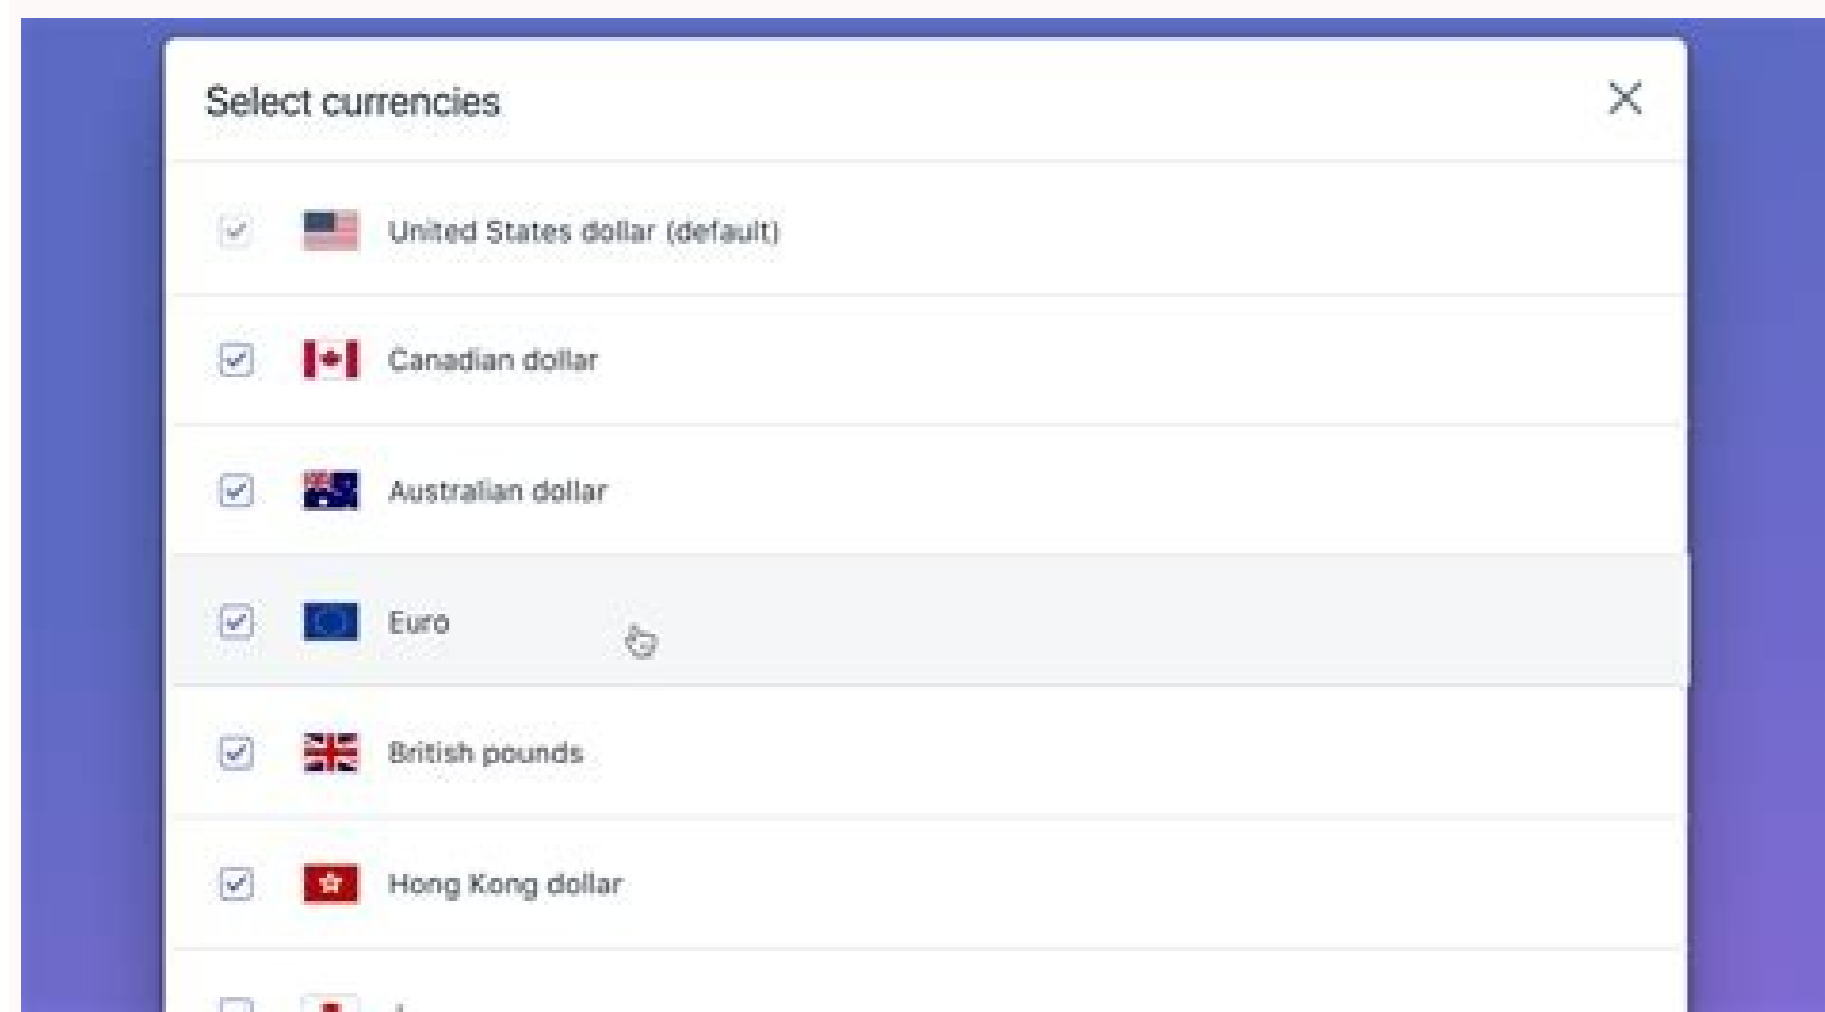 Select currencies
United States dollar (default)
Canadian dollar
Australian dollar
Euro
British pounds
Hong Kong dollar